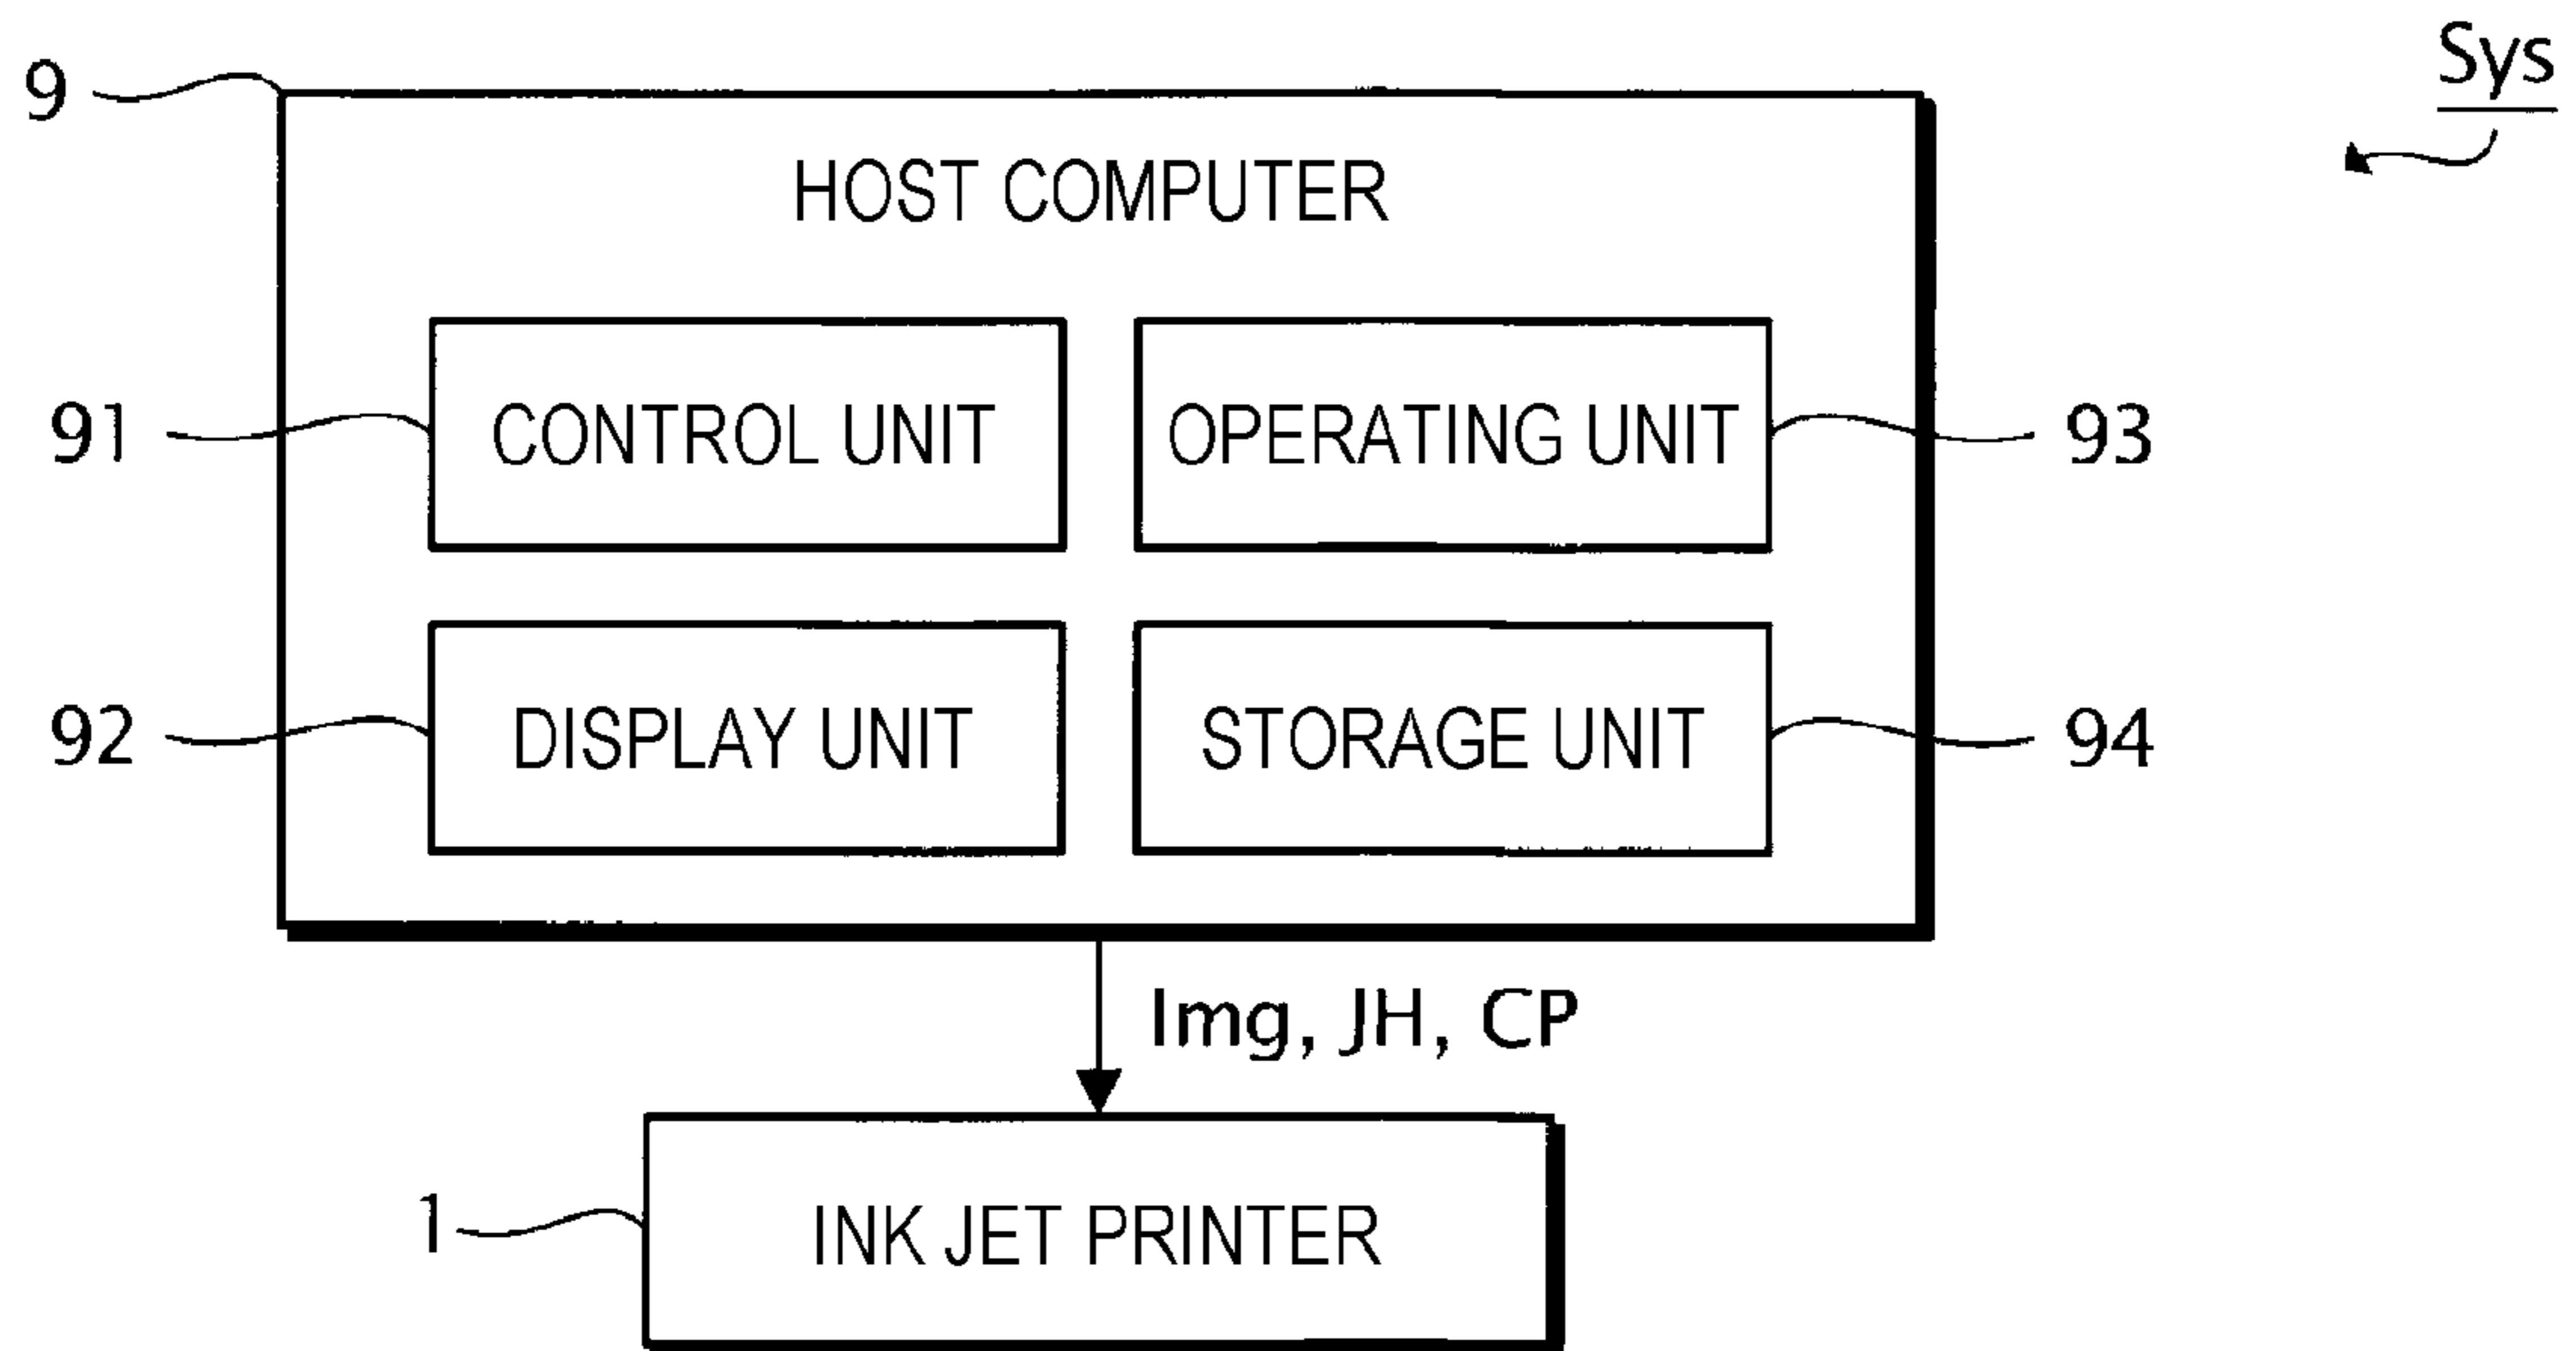 Sys
9
HOST COMPUTER
91
CONTROL UNIT
OPERATING UNIT
93
92
DISPLAY UNIT
STORAGE UNIT
94
Img, JH, CP
1
INK JET PRINTER